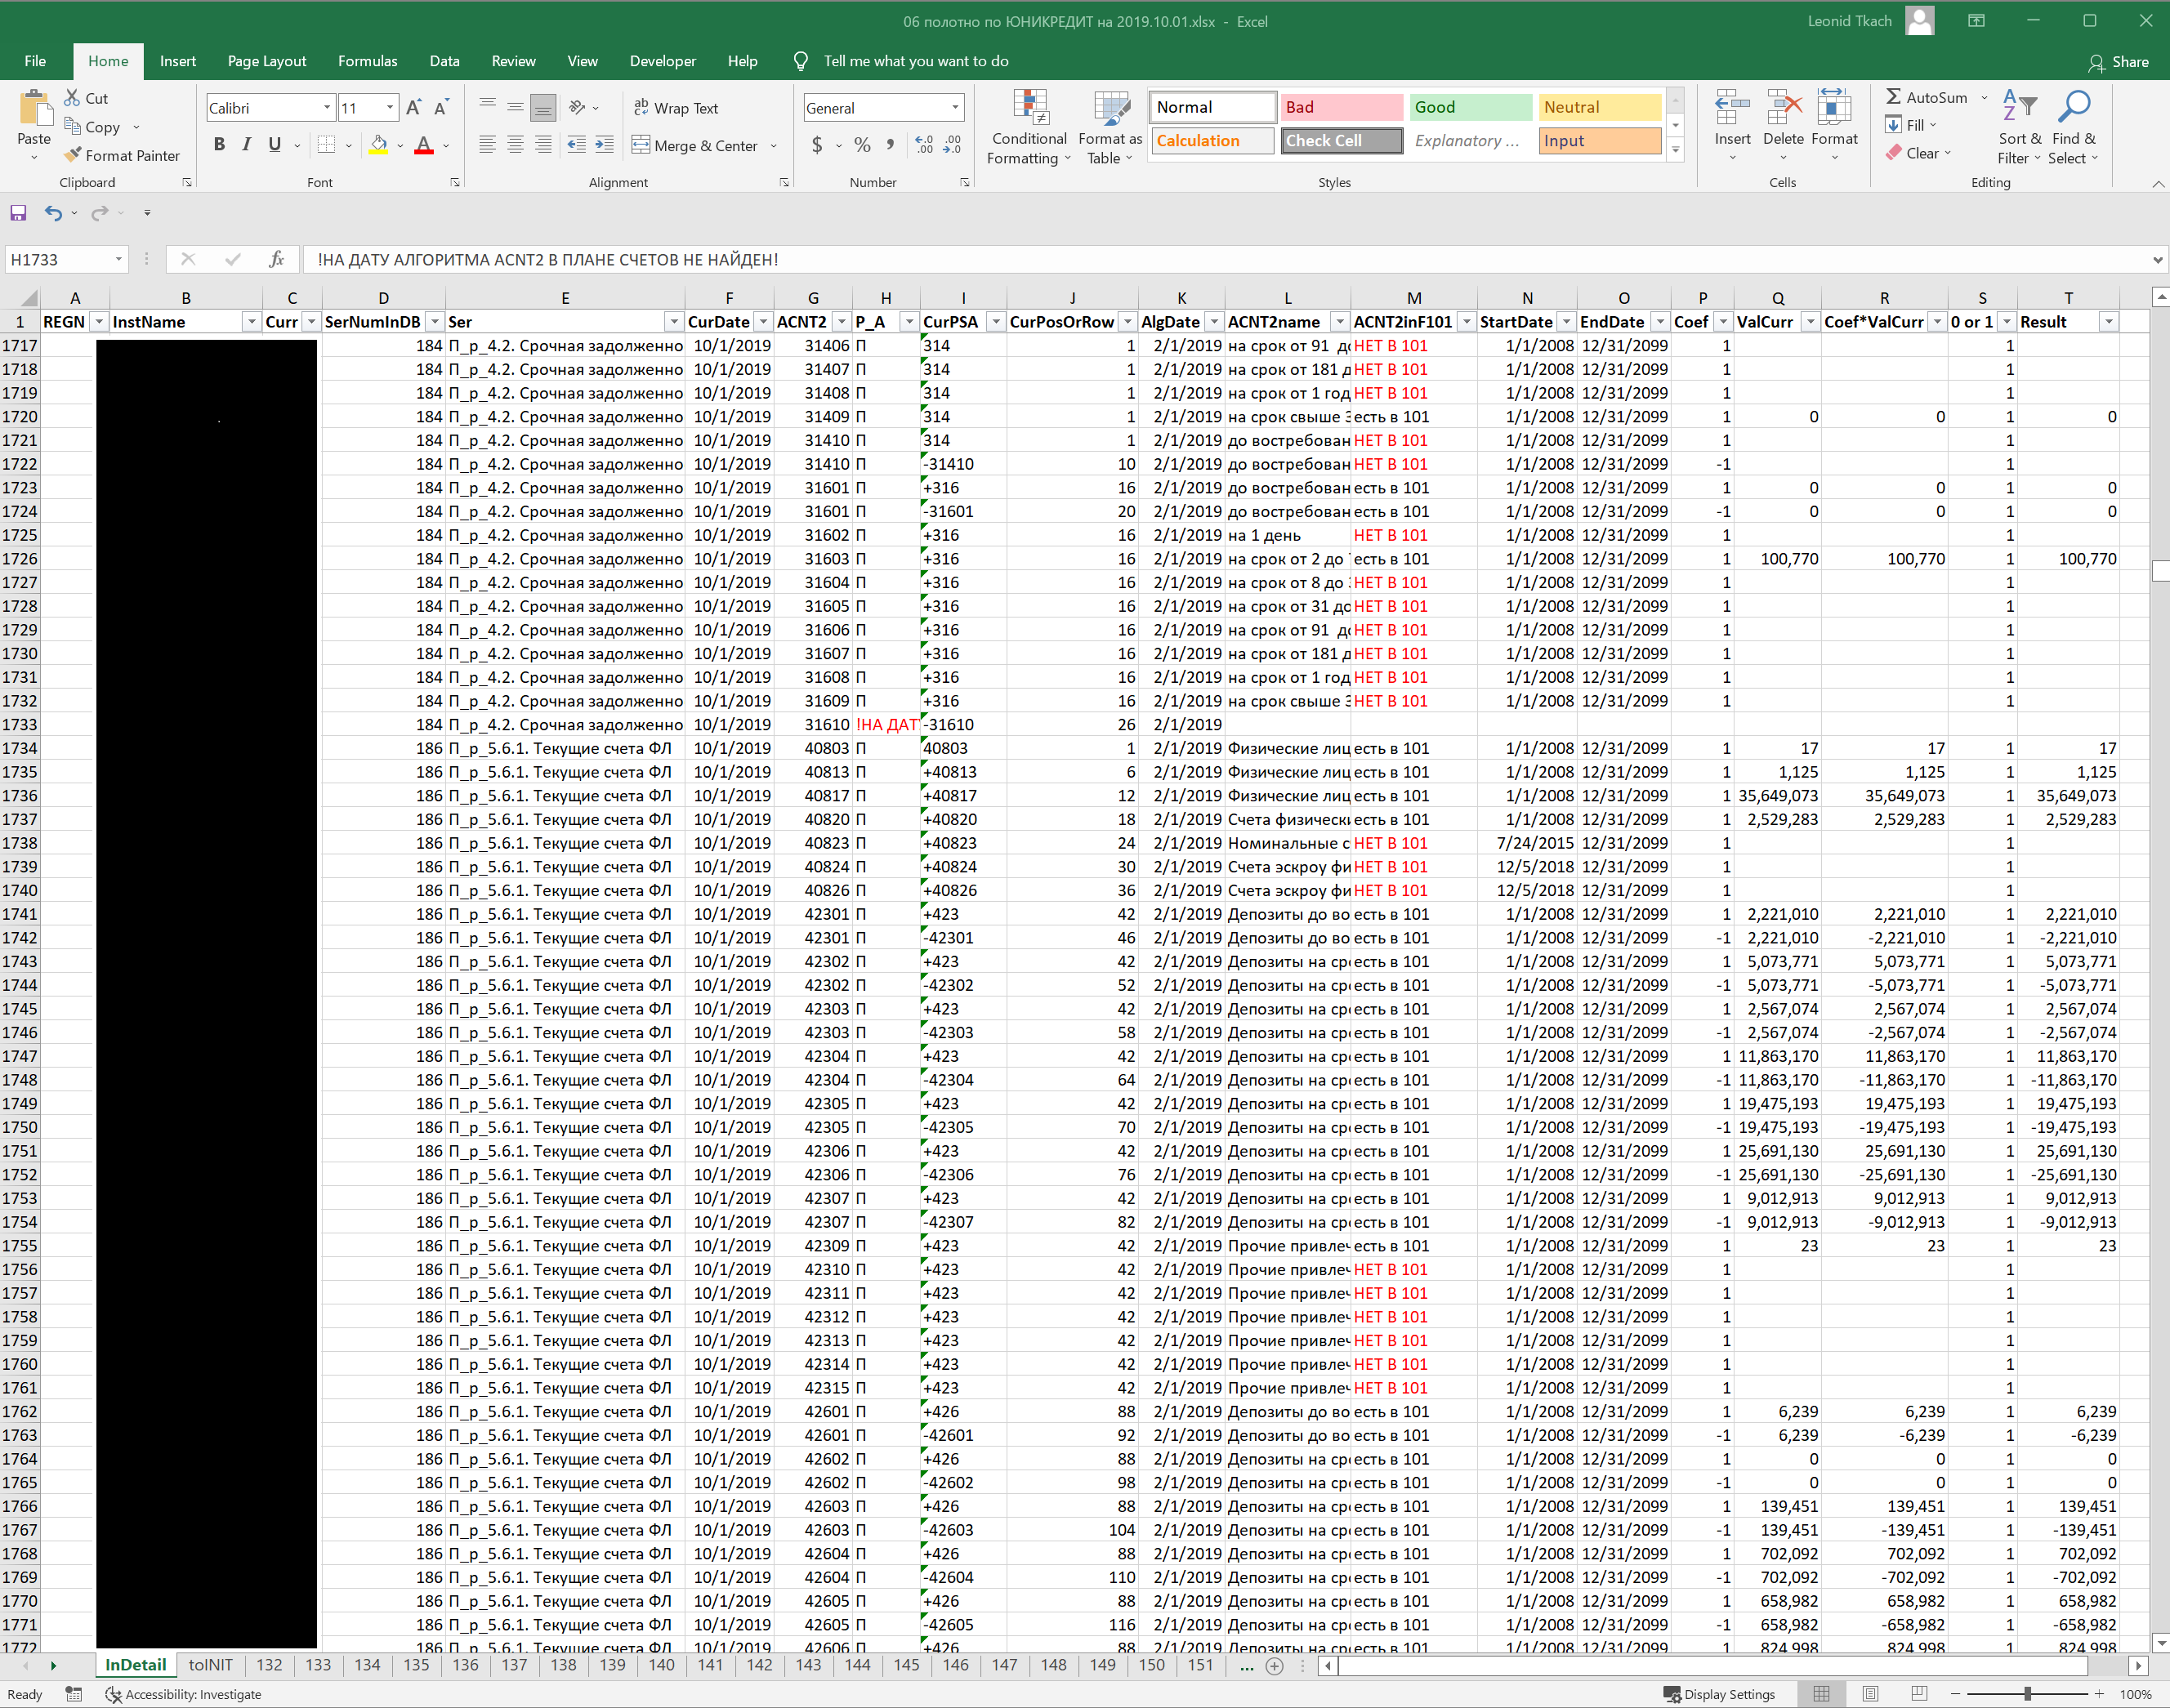 06 полотно по ЮНИКРЕДИТ на 2019.10.01.xlsx - Excel
Leonid Tkach
File Home Insert Page Layout Formulas Data Review View Developer Help Tell me what you want to do Share
Paste Cut Copy Format Painter Clipboard
Calibri 11 B I U Font
ab Wrap Text Merge & Center Alignment
General $ % Number
Conditional Formatting Format as Table
Normal Bad Good Neutral
Calculation Check Cell Explanatory ... Input
Styles
Insert Delete Format Cells
AutoSum Fill Clear Sort & Filter Find & Select Editing
H1733 fx !НА ДАТУ АЛГОРИТМА ACNT2 В ПЛАНЕ СЧЕТОВ НЕ НАЙДЕН!
A B C D E F G H I J K L M N O P Q R S T
1 REGN InstName Curr SerNumInDB Ser CurDate ACNT2 P_A CurPSA CurPosOrRow AlgDate ACNT2name ACNT2inF101 StartDate EndDate Coef ValCurr Coef*ValCurr 0 or 1 Result
1717 184 П_р_4.2. Срочная задолженно 10/1/2019 31406 П 314 1 2/1/2019 на срок от 91 до НЕТ В 101 1/1/2008 12/31/2099 1 1
1718 184 П_р_4.2. Срочная задолженно 10/1/2019 31407 П 314 1 2/1/2019 на срок от 181 д НЕТ В 101 1/1/2008 12/31/2099 1 1
1719 184 П_р_4.2. Срочная задолженно 10/1/2019 31408 П 314 1 2/1/2019 на срок от 1 год НЕТ В 101 1/1/2008 12/31/2099 1 1
1720 184 П_р_4.2. Срочная задолженно 10/1/2019 31409 П 314 1 2/1/2019 на срок свыше 3 есть в 101 1/1/2008 12/31/2099 1 0 0 1 0
1721 184 П_р_4.2. Срочная задолженно 10/1/2019 31410 П 314 1 2/1/2019 до востребован НЕТ В 101 1/1/2008 12/31/2099 1 1
1722 184 П_р_4.2. Срочная задолженно 10/1/2019 31410 П -31410 10 2/1/2019 до востребован НЕТ В 101 1/1/2008 12/31/2099 -1 1
1723 184 П_р_4.2. Срочная задолженно 10/1/2019 31601 П +316 16 2/1/2019 до востребован есть в 101 1/1/2008 12/31/2099 1 0 0 1 0
1724 184 П_р_4.2. Срочная задолженно 10/1/2019 31601 П -31601 20 2/1/2019 до востребован есть в 101 1/1/2008 12/31/2099 -1 0 0 1 0
1725 184 П_р_4.2. Срочная задолженно 10/1/2019 31602 П +316 16 2/1/2019 на 1 день НЕТ В 101 1/1/2008 12/31/2099 1 1
1726 184 П_р_4.2. Срочная задолженно 10/1/2019 31603 П +316 16 2/1/2019 на срок от 2 до есть в 101 1/1/2008 12/31/2099 1 100,770 100,770 1 100,770
1727 184 П_р_4.2. Срочная задолженно 10/1/2019 31604 П +316 16 2/1/2019 на срок от 8 до НЕТ В 101 1/1/2008 12/31/2099 1 1
1728 184 П_р_4.2. Срочная задолженно 10/1/2019 31605 П +316 16 2/1/2019 на срок от 31 до НЕТ В 101 1/1/2008 12/31/2099 1 1
1729 184 П_р_4.2. Срочная задолженно 10/1/2019 31606 П +316 16 2/1/2019 на срок от 91 до НЕТ В 101 1/1/2008 12/31/2099 1 1
1730 184 П_р_4.2. Срочная задолженно 10/1/2019 31607 П +316 16 2/1/2019 на срок от 181 д НЕТ В 101 1/1/2008 12/31/2099 1 1
1731 184 П_р_4.2. Срочная задолженно 10/1/2019 31608 П +316 16 2/1/2019 на срок от 1 год НЕТ В 101 1/1/2008 12/31/2099 1 1
1732 184 П_р_4.2. Срочная задолженно 10/1/2019 31609 П +316 16 2/1/2019 на срок свыше 3 НЕТ В 101 1/1/2008 12/31/2099 1 1
1733 184 П_р_4.2. Срочная задолженно 10/1/2019 31610 !НА ДАТ -31610 26 2/1/2019
1734 186 П_р_5.6.1. Текущие счета ФЛ 10/1/2019 40803 П 40803 1 2/1/2019 Физические лиц есть в 101 1/1/2008 12/31/2099 1 17 17 1 17
1735 186 П_р_5.6.1. Текущие счета ФЛ 10/1/2019 40813 П +40813 6 2/1/2019 Физические лиц есть в 101 1/1/2008 12/31/2099 1 1,125 1,125 1 1,125
1736 186 П_р_5.6.1. Текущие счета ФЛ 10/1/2019 40817 П +40817 12 2/1/2019 Физические лиц есть в 101 1/1/2008 12/31/2099 1 35,649,073 35,649,073 1 35,649,073
1737 186 П_р_5.6.1. Текущие счета ФЛ 10/1/2019 40820 П +40820 18 2/1/2019 Счета физически есть в 101 1/1/2008 12/31/2099 1 2,529,283 2,529,283 1 2,529,283
1738 186 П_р_5.6.1. Текущие счета ФЛ 10/1/2019 40823 П +40823 24 2/1/2019 Номинальные с НЕТ В 101 7/24/2015 12/31/2099 1 1
1739 186 П_р_5.6.1. Текущие счета ФЛ 10/1/2019 40824 П +40824 30 2/1/2019 Счета эскроу фи НЕТ В 101 12/5/2018 12/31/2099 1 1
1740 186 П_р_5.6.1. Текущие счета ФЛ 10/1/2019 40826 П +40826 36 2/1/2019 Счета эскроу фи НЕТ В 101 12/5/2018 12/31/2099 1 1
1741 186 П_р_5.6.1. Текущие счета ФЛ 10/1/2019 42301 П +423 42 2/1/2019 Депозиты до во есть в 101 1/1/2008 12/31/2099 1 2,221,010 2,221,010 1 2,221,010
1742 186 П_р_5.6.1. Текущие счета ФЛ 10/1/2019 42301 П -42301 46 2/1/2019 Депозиты до во есть в 101 1/1/2008 12/31/2099 -1 2,221,010 -2,221,010 1 -2,221,010
1743 186 П_р_5.6.1. Текущие счета ФЛ 10/1/2019 42302 П +423 42 2/1/2019 Депозиты на сро есть в 101 1/1/2008 12/31/2099 1 5,073,771 5,073,771 1 5,073,771
1744 186 П_р_5.6.1. Текущие счета ФЛ 10/1/2019 42302 П -42302 52 2/1/2019 Депозиты на сро есть в 101 1/1/2008 12/31/2099 -1 5,073,771 -5,073,771 1 -5,073,771
1745 186 П_р_5.6.1. Текущие счета ФЛ 10/1/2019 42303 П +423 42 2/1/2019 Депозиты на сро есть в 101 1/1/2008 12/31/2099 1 2,567,074 2,567,074 1 2,567,074
1746 186 П_р_5.6.1. Текущие счета ФЛ 10/1/2019 42303 П -42303 58 2/1/2019 Депозиты на сро есть в 101 1/1/2008 12/31/2099 -1 2,567,074 -2,567,074 1 -2,567,074
1747 186 П_р_5.6.1. Текущие счета ФЛ 10/1/2019 42304 П +423 42 2/1/2019 Депозиты на сро есть в 101 1/1/2008 12/31/2099 1 11,863,170 11,863,170 1 11,863,170
1748 186 П_р_5.6.1. Текущие счета ФЛ 10/1/2019 42304 П -42304 64 2/1/2019 Депозиты на сро есть в 101 1/1/2008 12/31/2099 -1 11,863,170 -11,863,170 1 -11,863,170
1749 186 П_р_5.6.1. Текущие счета ФЛ 10/1/2019 42305 П +423 42 2/1/2019 Депозиты на сро есть в 101 1/1/2008 12/31/2099 1 19,475,193 19,475,193 1 19,475,193
1750 186 П_р_5.6.1. Текущие счета ФЛ 10/1/2019 42305 П -42305 70 2/1/2019 Депозиты на сро есть в 101 1/1/2008 12/31/2099 -1 19,475,193 -19,475,193 1 -19,475,193
1751 186 П_р_5.6.1. Текущие счета ФЛ 10/1/2019 42306 П +423 42 2/1/2019 Депозиты на сро есть в 101 1/1/2008 12/31/2099 1 25,691,130 25,691,130 1 25,691,130
1752 186 П_р_5.6.1. Текущие счета ФЛ 10/1/2019 42306 П -42306 76 2/1/2019 Депозиты на сро есть в 101 1/1/2008 12/31/2099 -1 25,691,130 -25,691,130 1 -25,691,130
1753 186 П_р_5.6.1. Текущие счета ФЛ 10/1/2019 42307 П +423 42 2/1/2019 Депозиты на сро есть в 101 1/1/2008 12/31/2099 1 9,012,913 9,012,913 1 9,012,913
1754 186 П_р_5.6.1. Текущие счета ФЛ 10/1/2019 42307 П -42307 82 2/1/2019 Депозиты на сро есть в 101 1/1/2008 12/31/2099 -1 9,012,913 -9,012,913 1 -9,012,913
1755 186 П_р_5.6.1. Текущие счета ФЛ 10/1/2019 42309 П +423 42 2/1/2019 Прочие привлеч есть в 101 1/1/2008 12/31/2099 1 23 23 1 23
1756 186 П_р_5.6.1. Текущие счета ФЛ 10/1/2019 42310 П +423 42 2/1/2019 Прочие привлеч НЕТ В 101 1/1/2008 12/31/2099 1 1
1757 186 П_р_5.6.1. Текущие счета ФЛ 10/1/2019 42311 П +423 42 2/1/2019 Прочие привлеч НЕТ В 101 1/1/2008 12/31/2099 1 1
1758 186 П_р_5.6.1. Текущие счета ФЛ 10/1/2019 42312 П +423 42 2/1/2019 Прочие привлеч НЕТ В 101 1/1/2008 12/31/2099 1 1
1759 186 П_р_5.6.1. Текущие счета ФЛ 10/1/2019 42313 П +423 42 2/1/2019 Прочие привлеч НЕТ В 101 1/1/2008 12/31/2099 1 1
1760 186 П_р_5.6.1. Текущие счета ФЛ 10/1/2019 42314 П +423 42 2/1/2019 Прочие привлеч НЕТ В 101 1/1/2008 12/31/2099 1 1
1761 186 П_р_5.6.1. Текущие счета ФЛ 10/1/2019 42315 П +423 42 2/1/2019 Прочие привлеч НЕТ В 101 1/1/2008 12/31/2099 1 1
1762 186 П_р_5.6.1. Текущие счета ФЛ 10/1/2019 42601 П +426 88 2/1/2019 Депозиты до во есть в 101 1/1/2008 12/31/2099 1 6,239 6,239 1 6,239
1763 186 П_р_5.6.1. Текущие счета ФЛ 10/1/2019 42601 П -42601 92 2/1/2019 Депозиты до во есть в 101 1/1/2008 12/31/2099 -1 6,239 -6,239 1 -6,239
1764 186 П_р_5.6.1. Текущие счета ФЛ 10/1/2019 42602 П +426 88 2/1/2019 Депозиты на сро есть в 101 1/1/2008 12/31/2099 1 0 0 1 0
1765 186 П_р_5.6.1. Текущие счета ФЛ 10/1/2019 42602 П -42602 98 2/1/2019 Депозиты на сро есть в 101 1/1/2008 12/31/2099 -1 0 0 1 0
1766 186 П_р_5.6.1. Текущие счета ФЛ 10/1/2019 42603 П +426 88 2/1/2019 Депозиты на сро есть в 101 1/1/2008 12/31/2099 1 139,451 139,451 1 139,451
1767 186 П_р_5.6.1. Текущие счета ФЛ 10/1/2019 42603 П -42603 104 2/1/2019 Депозиты на сро есть в 101 1/1/2008 12/31/2099 -1 139,451 -139,451 1 -139,451
1768 186 П_р_5.6.1. Текущие счета ФЛ 10/1/2019 42604 П +426 88 2/1/2019 Депозиты на сро есть в 101 1/1/2008 12/31/2099 1 702,092 702,092 1 702,092
1769 186 П_р_5.6.1. Текущие счета ФЛ 10/1/2019 42604 П -42604 110 2/1/2019 Депозиты на сро есть в 101 1/1/2008 12/31/2099 -1 702,092 -702,092 1 -702,092
1770 186 П_р_5.6.1. Текущие счета ФЛ 10/1/2019 42605 П +426 88 2/1/2019 Депозиты на сро есть в 101 1/1/2008 12/31/2099 1 658,982 658,982 1 658,982
1771 186 П_р_5.6.1. Текущие счета ФЛ 10/1/2019 42605 П -42605 116 2/1/2019 Депозиты на сро есть в 101 1/1/2008 12/31/2099 -1 658,982 -658,982 1 -658,982
1772 186 П_р_5.6.1. Текущие счета ФЛ 10/1/2019 42606 П +426 88 2/1/2019 Депозиты на сро есть в 101 1/1/2008 12/31/2099 1 824,998 824,998 1 824,998
InDetail toINIT 132 133 134 135 136 137 138 139 140 141 142 143 144 145 146 147 148 149 150 151 ...
Ready Accessibility: Investigate Display Settings 100%